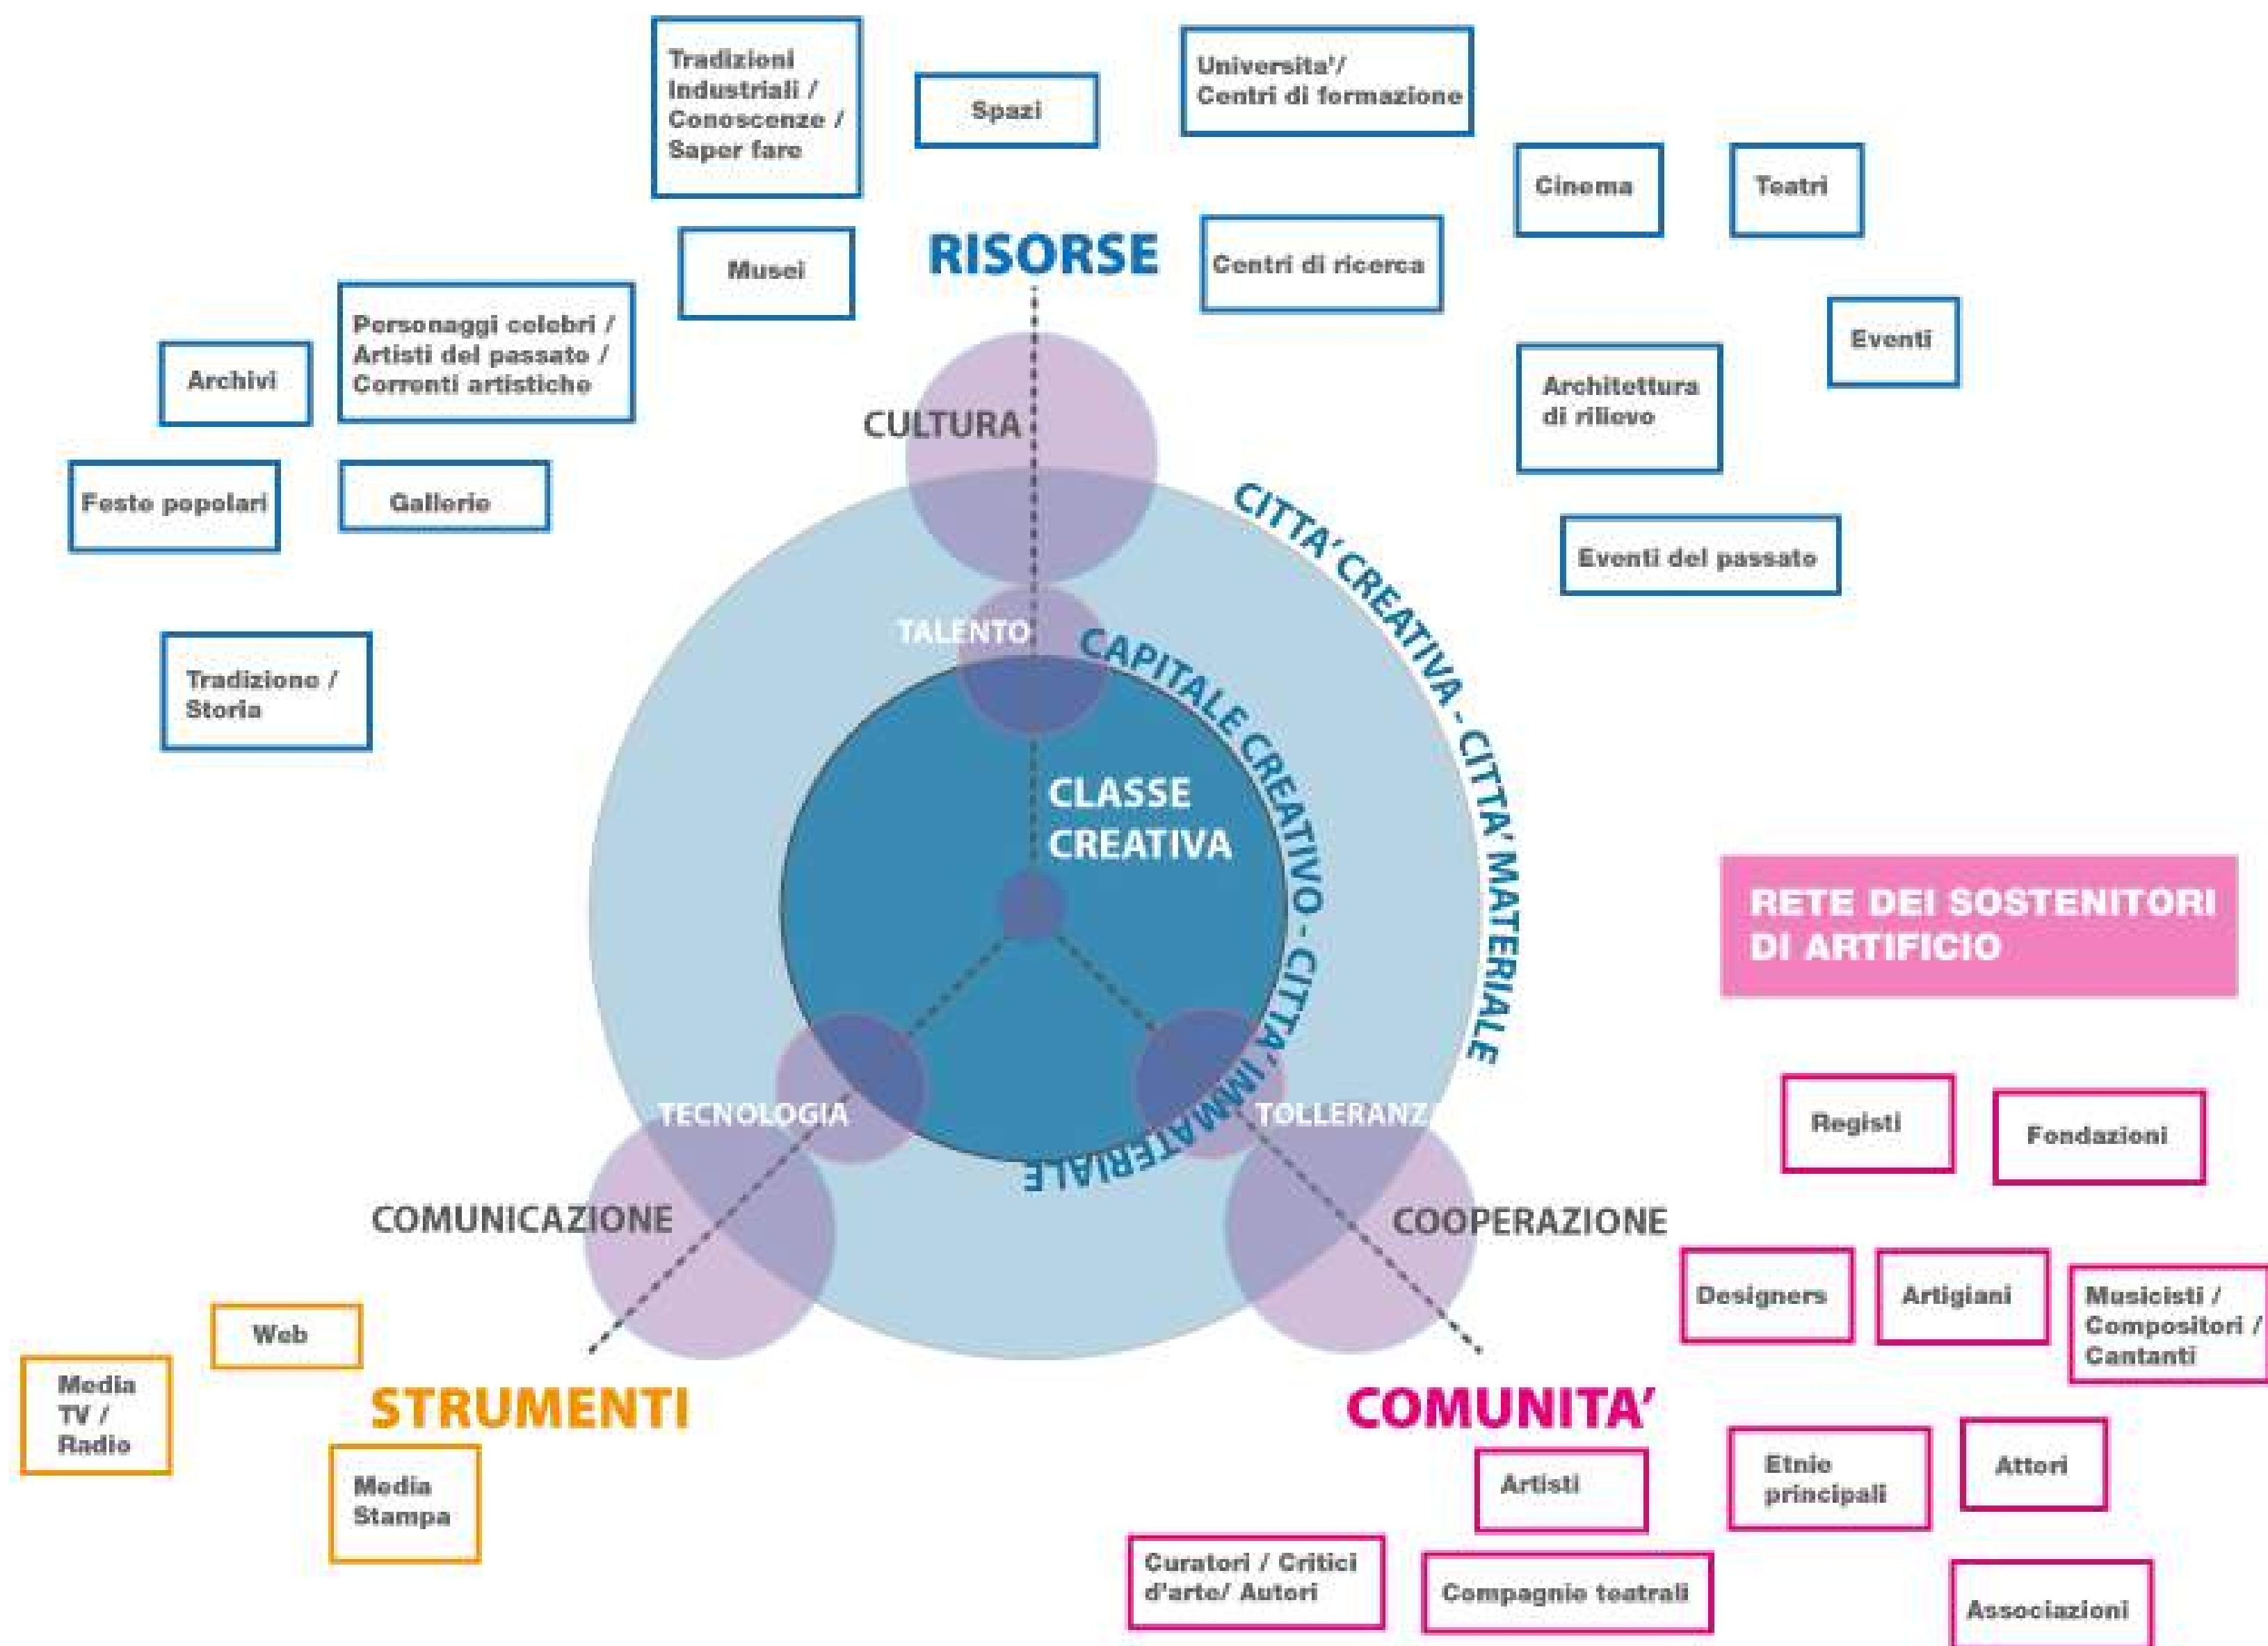 Tradizioni
Industriali /
Conoscenze /
Saper fare
Spazi
Universita'/
Centri di formazione
Cinema
Teatri
Musei
RISORSE
Centri di ricerca
Eventi
Personaggi celebri /
Artisti del passato /
Correnti artistiche
Archivi
Architettura
di rilievo
CULTURA
Feste popolari
Gallerie
CITTA' CREATIVA - CITTA' MATERIALE
Eventi del passato
TALENTO
CAPITALE CREATIVO - CITTA' IMMATERIALE
Tradizione /
Storia
CLASSE
CREATIVA
RETE DEI SOSTENITORI
DI ARTIFICIO
TECNOLOGIA
TOLLERANZ
Registi
Fondazioni
COMUNICAZIONE
COOPERAZIONE
Designers
Artigiani
Musicisti /
Compositori /
Cantanti
Web
Media
TV /
Radio
STRUMENTI
COMUNITA'
Media
Stampa
Artisti
Etnie
principali
Attori
Curatori / Critici
d'arte/ Autori
Compagnie teatrali
Associazioni